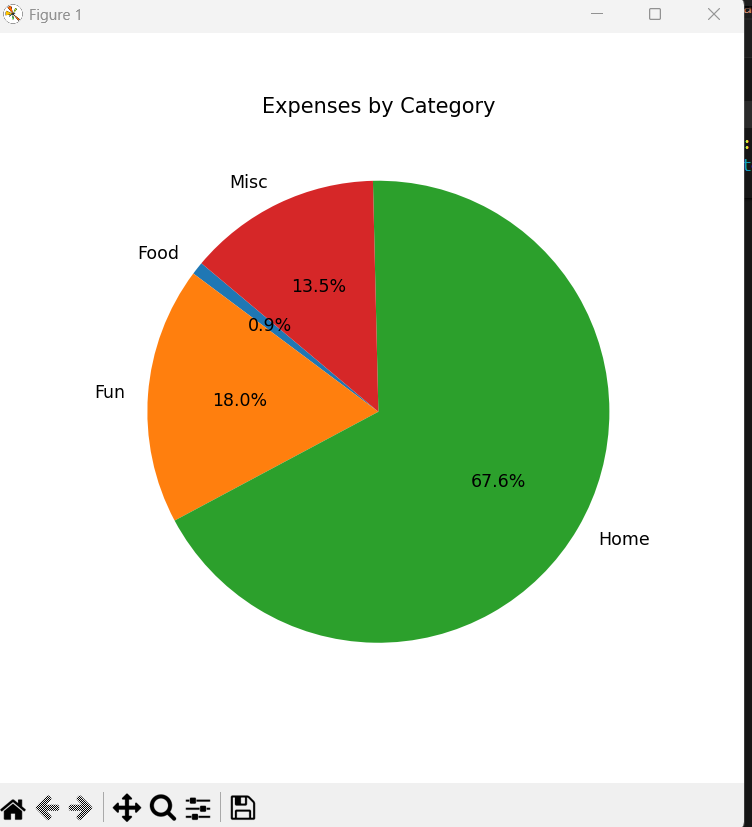 Figure 1
Expenses by Category
Misc
Food
13.5%
0.9%
Fun
18.0%
67.6%
Home
:
t